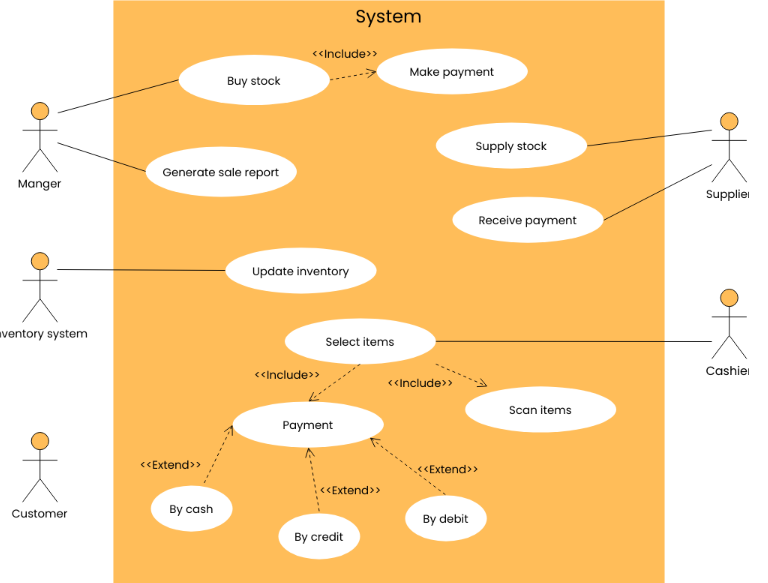 System
<<Include>>
Buy stock
Make payment
Manger
Generate sale report
Supply stock
Supplier
Receive payment
Update inventory
nventory system
Select items
Cashier
<<Include>>
<<Include>>
Scan items
Payment
<<Extend>>
<<Extend>>
<<Extend>>
By cash
By credit
By debit
Customer